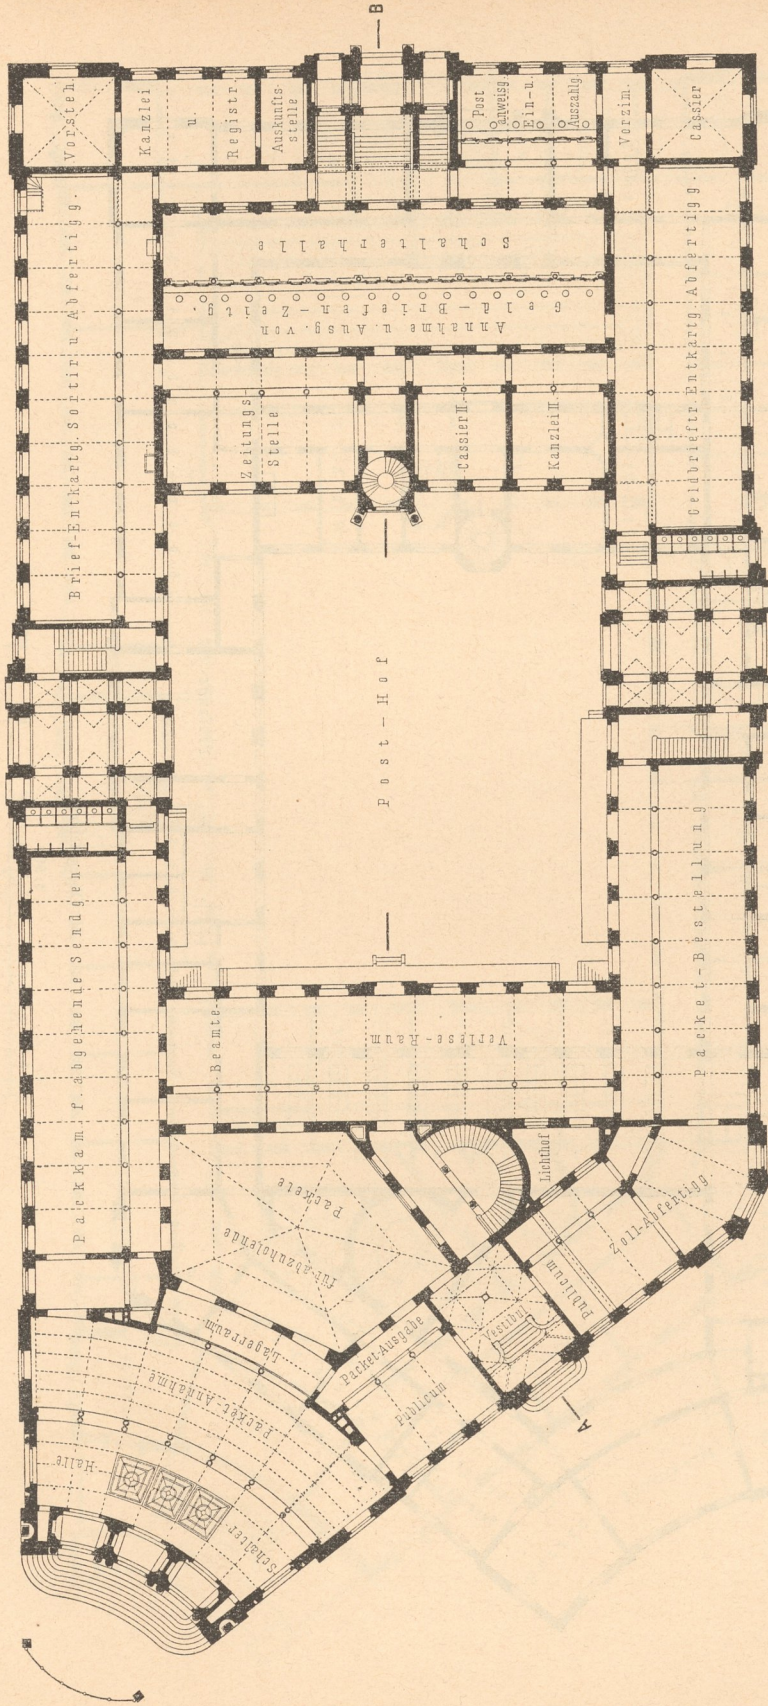 B
Vorsteh.
Kanzlei
u.
Registr.
Auskunfts-
stelle
Post
anweisg.
Ein-u.
Auszahlg.
Vorzim.
Cassier
Brief-Entkartg. Sortir u. Abfertigg.
Schalterhalle
Annahme u. Ausg. von
Geld-Briefen-Zeitg.
Geldbrieftr. Entkartg. Abfertigg.
Zeitungs
Stelle
Cassier II.
Kanzlei II.
Post-Hof
Packkam. f. abgehende Sendgen.
Beamte
Verlese-Raum
Packet-Bestellung
für abzuholende
Packete
Lichthof
Zoll-Abfertigg
Publicum
Vestibul
Lagerraum
Packet-Ausgabe
Publicum
Packet-Annahme
Schalter-
Halle
A